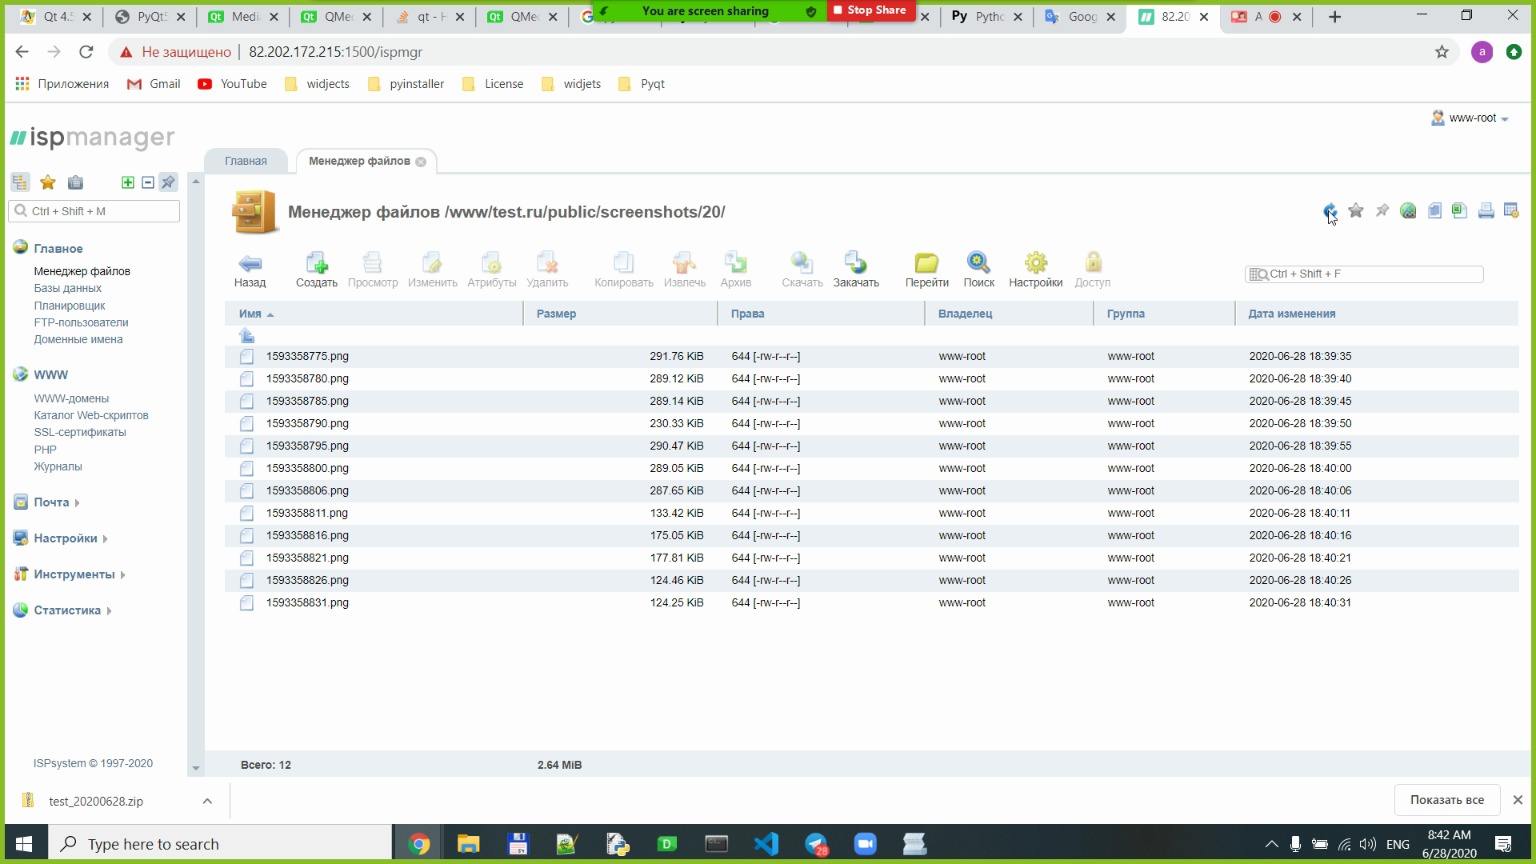 You are screen sharing
Stop Share
Qt 4.5
PyQt5
Media
QMed
qt - H
QMed
Pytho
Goog
82.20
A
Не защищено
82.202.172.215:1500/ispmgr
a
Приложения
Gmail
YouTube
widjects
pyinstaller
License
widjets
Pyqt
ispmanager
www-root
Главная
Менеджер файлов
Ctrl + Shift + M
Менеджер файлов /www/test.ru/public/screenshots/20/
Главное
Менеджер файлов
Базы данных
Планировщик
FTP-пользователи
Доменные имена
WWW
WWW-домены
Каталог Web-скриптов
SSL-сертификаты
PHP
Журналы
Почта
Настройки
Инструменты
Статистика
ISPsystem © 1997-2020
Назад Создать Просмотр Изменить Атрибуты Удалить Копировать Извлечь Архив Скачать Закачать Перейти Поиск Настройки Доступ
Ctrl + Shift + F
Имя Размер Права Владелец Группа Дата изменения
1593358775.png 291.76 KiB 644 [-rw-r--r--] www-root www-root 2020-06-28 18:39:35
1593358780.png 289.12 KiB 644 [-rw-r--r--] www-root www-root 2020-06-28 18:39:40
1593358785.png 289.14 KiB 644 [-rw-r--r--] www-root www-root 2020-06-28 18:39:45
1593358790.png 230.33 KiB 644 [-rw-r--r--] www-root www-root 2020-06-28 18:39:50
1593358795.png 290.47 KiB 644 [-rw-r--r--] www-root www-root 2020-06-28 18:39:55
1593358800.png 289.05 KiB 644 [-rw-r--r--] www-root www-root 2020-06-28 18:40:00
1593358806.png 287.65 KiB 644 [-rw-r--r--] www-root www-root 2020-06-28 18:40:06
1593358811.png 133.42 KiB 644 [-rw-r--r--] www-root www-root 2020-06-28 18:40:11
1593358816.png 175.05 KiB 644 [-rw-r--r--] www-root www-root 2020-06-28 18:40:16
1593358821.png 177.81 KiB 644 [-rw-r--r--] www-root www-root 2020-06-28 18:40:21
1593358826.png 124.46 KiB 644 [-rw-r--r--] www-root www-root 2020-06-28 18:40:26
1593358831.png 124.25 KiB 644 [-rw-r--r--] www-root www-root 2020-06-28 18:40:31
Всего: 12 2.64 MiB
test_20200628.zip
Показать все
Type here to search
28
ENG
8:42 AM
6/28/2020